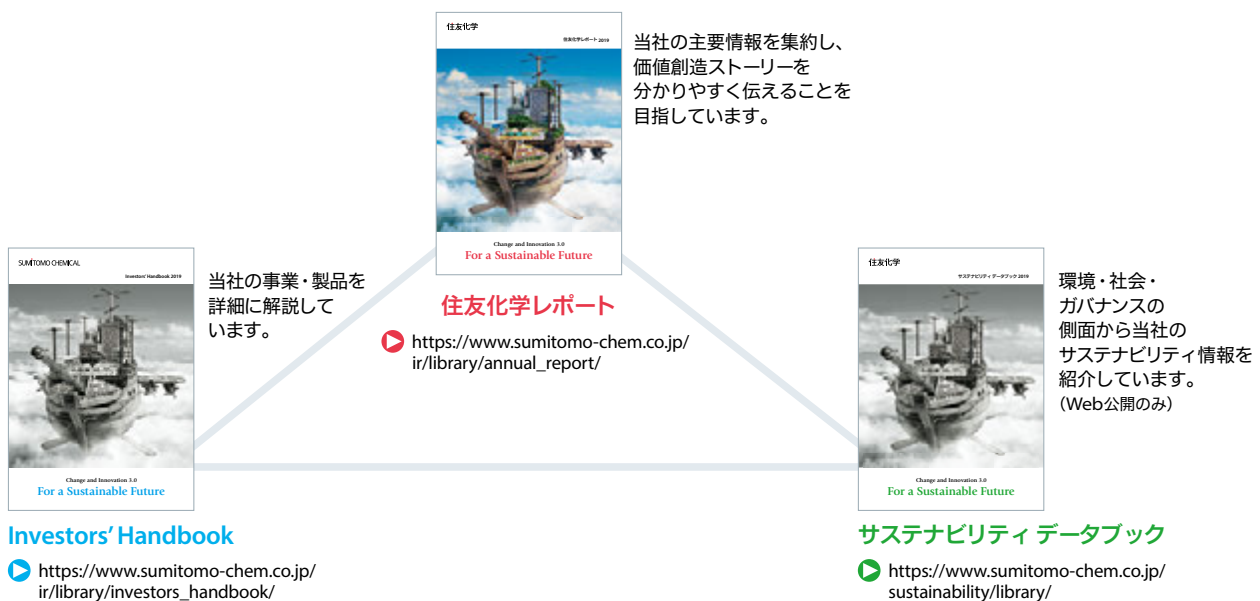 住友化学
住友化学レポート 2019
Change and Innovation 3.0
For a Sustainable Future
当社の主要情報を集約し、
価値創造ストーリーを
分かりやすく伝えることを
目指しています。
住友化学レポート
https://www.sumitomo-chem.co.jp/
ir/library/annual_report/
SUMITOMO CHEMICAL
Investors' Handbook 2019
Change and Innovation 3.0
For a Sustainable Future
当社の事業・製品を
詳細に解説して
います。
Investors' Handbook
https://www.sumitomo-chem.co.jp/
ir/library/investors_handbook/
住友化学
サステナビリティ データブック 2019
Change and Innovation 3.0
For a Sustainable Future
環境・社会・
ガバナンスの
側面から当社の
サステナビリティ情報を
紹介しています。
（Web公開のみ）
サステナビリティ データブック
https://www.sumitomo-chem.co.jp/
sustainability/library/